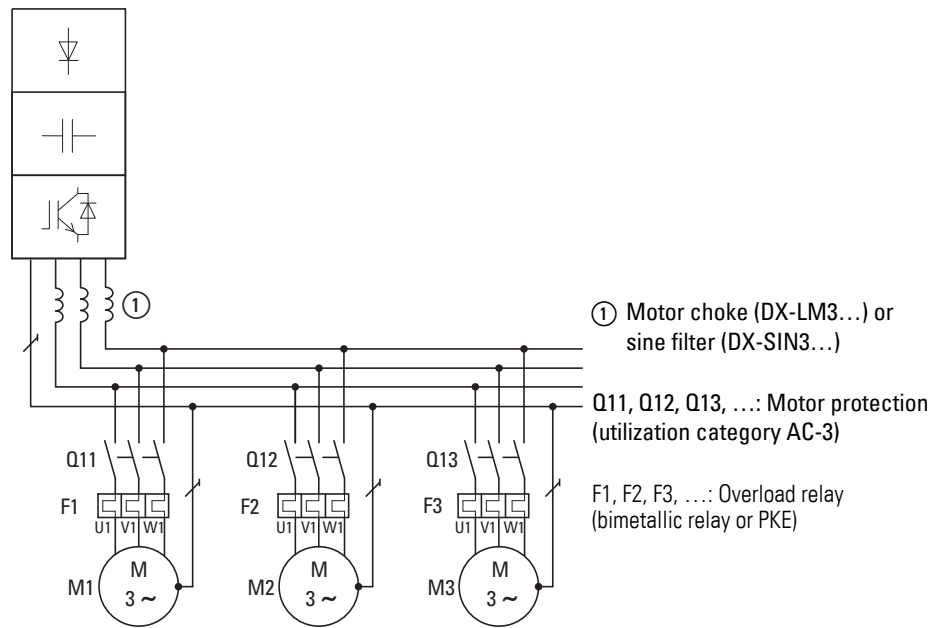 1
1 Motor choke (DX-LM3…) or
sine filter (DX-SIN3…)
Q11, Q12, Q13, …: Motor protection
(utilization category AC-3)
Q11
Q12
Q13
F1
F2
F3
F1, F2, F3, …: Overload relay
(bimetallic relay or PKE)
U1 V1 W1
U1 V1 W1
U1 V1 W1
M1
M
3 ~
M2
M
3 ~
M3
M
3 ~